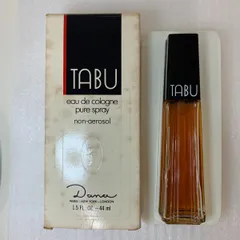 TABU
eau de cologne
pure spray
non-aerosol
Dana
PARIS • NEW YORK • LONDON
1.5 FL. OZ. - 44 ml
TABU